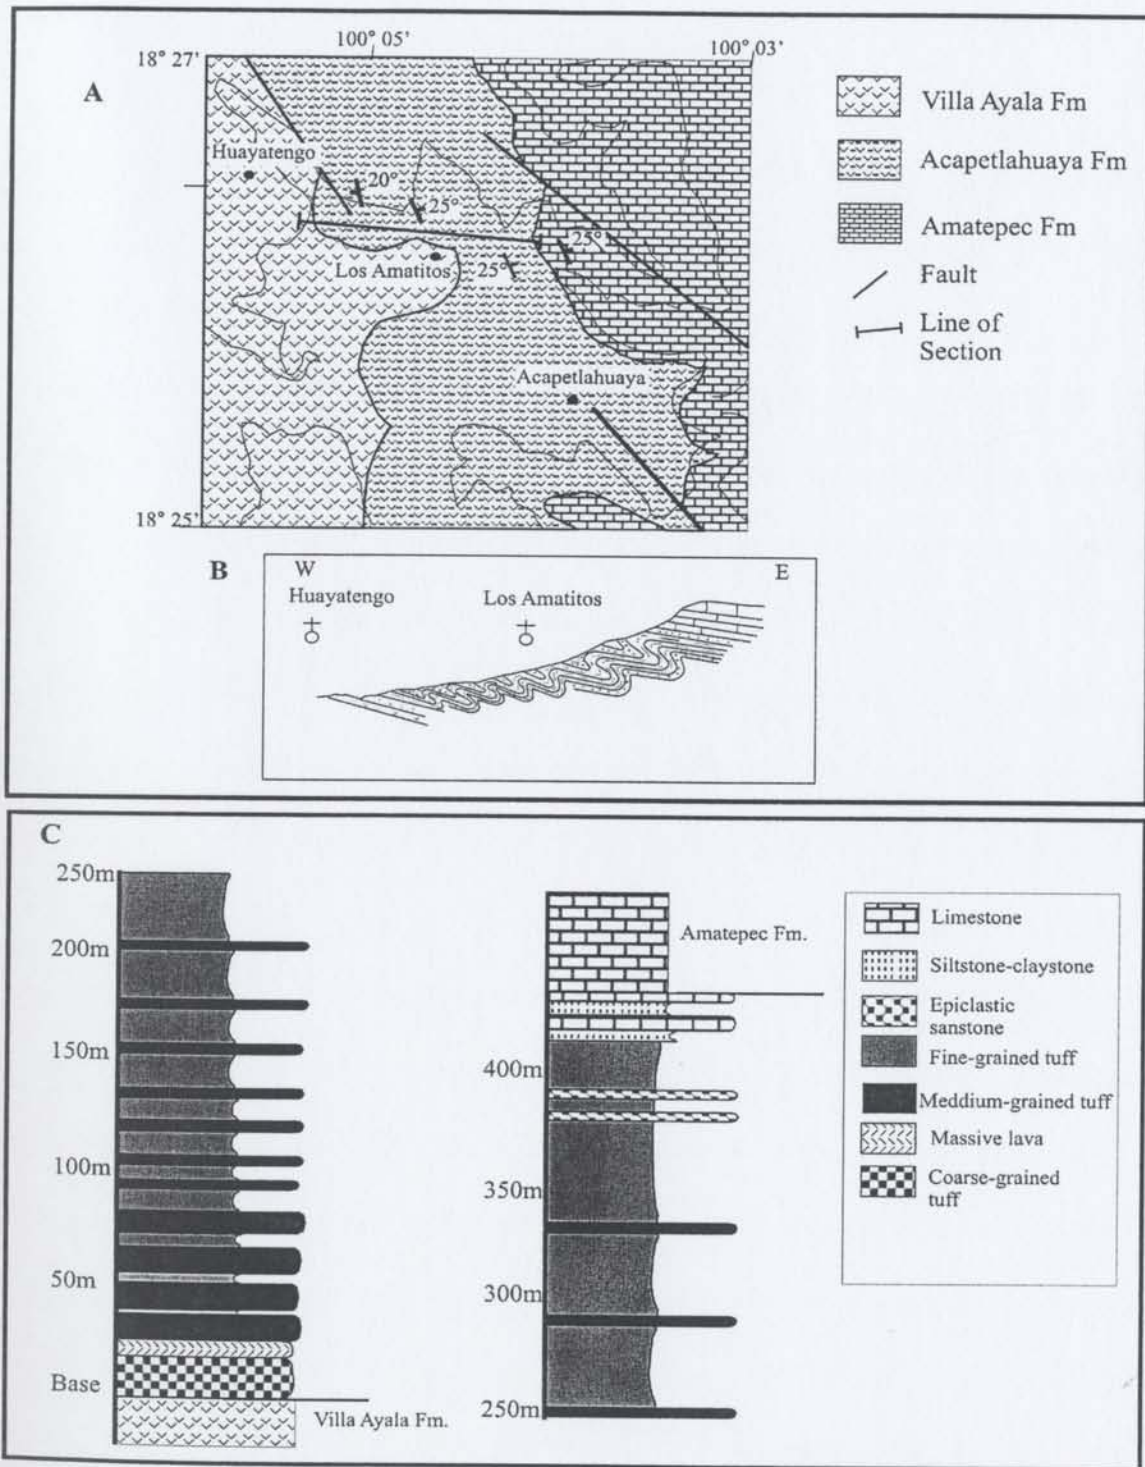 A
100° 05'
100° 03'
18° 27'
Huayatengo
20°
25°
25°
25°
Los Amatitos
Acapetlahuaya
18° 25'
Villa Ayala Fm
Acapetlahuaya Fm
Amatepec Fm
Fault
Line of
Section
B
W
E
Huayatengo
Los Amatitos
C
250m
200m
150m
100m
50m
Base
Villa Ayala Fm.
Amatepec Fm.
400m
350m
300m
250m
Limestone
Siltstone-claystone
Epiclastic
sanstone
Fine-grained tuff
Meddium-grained tuff
Massive lava
Coarse-grained
tuff